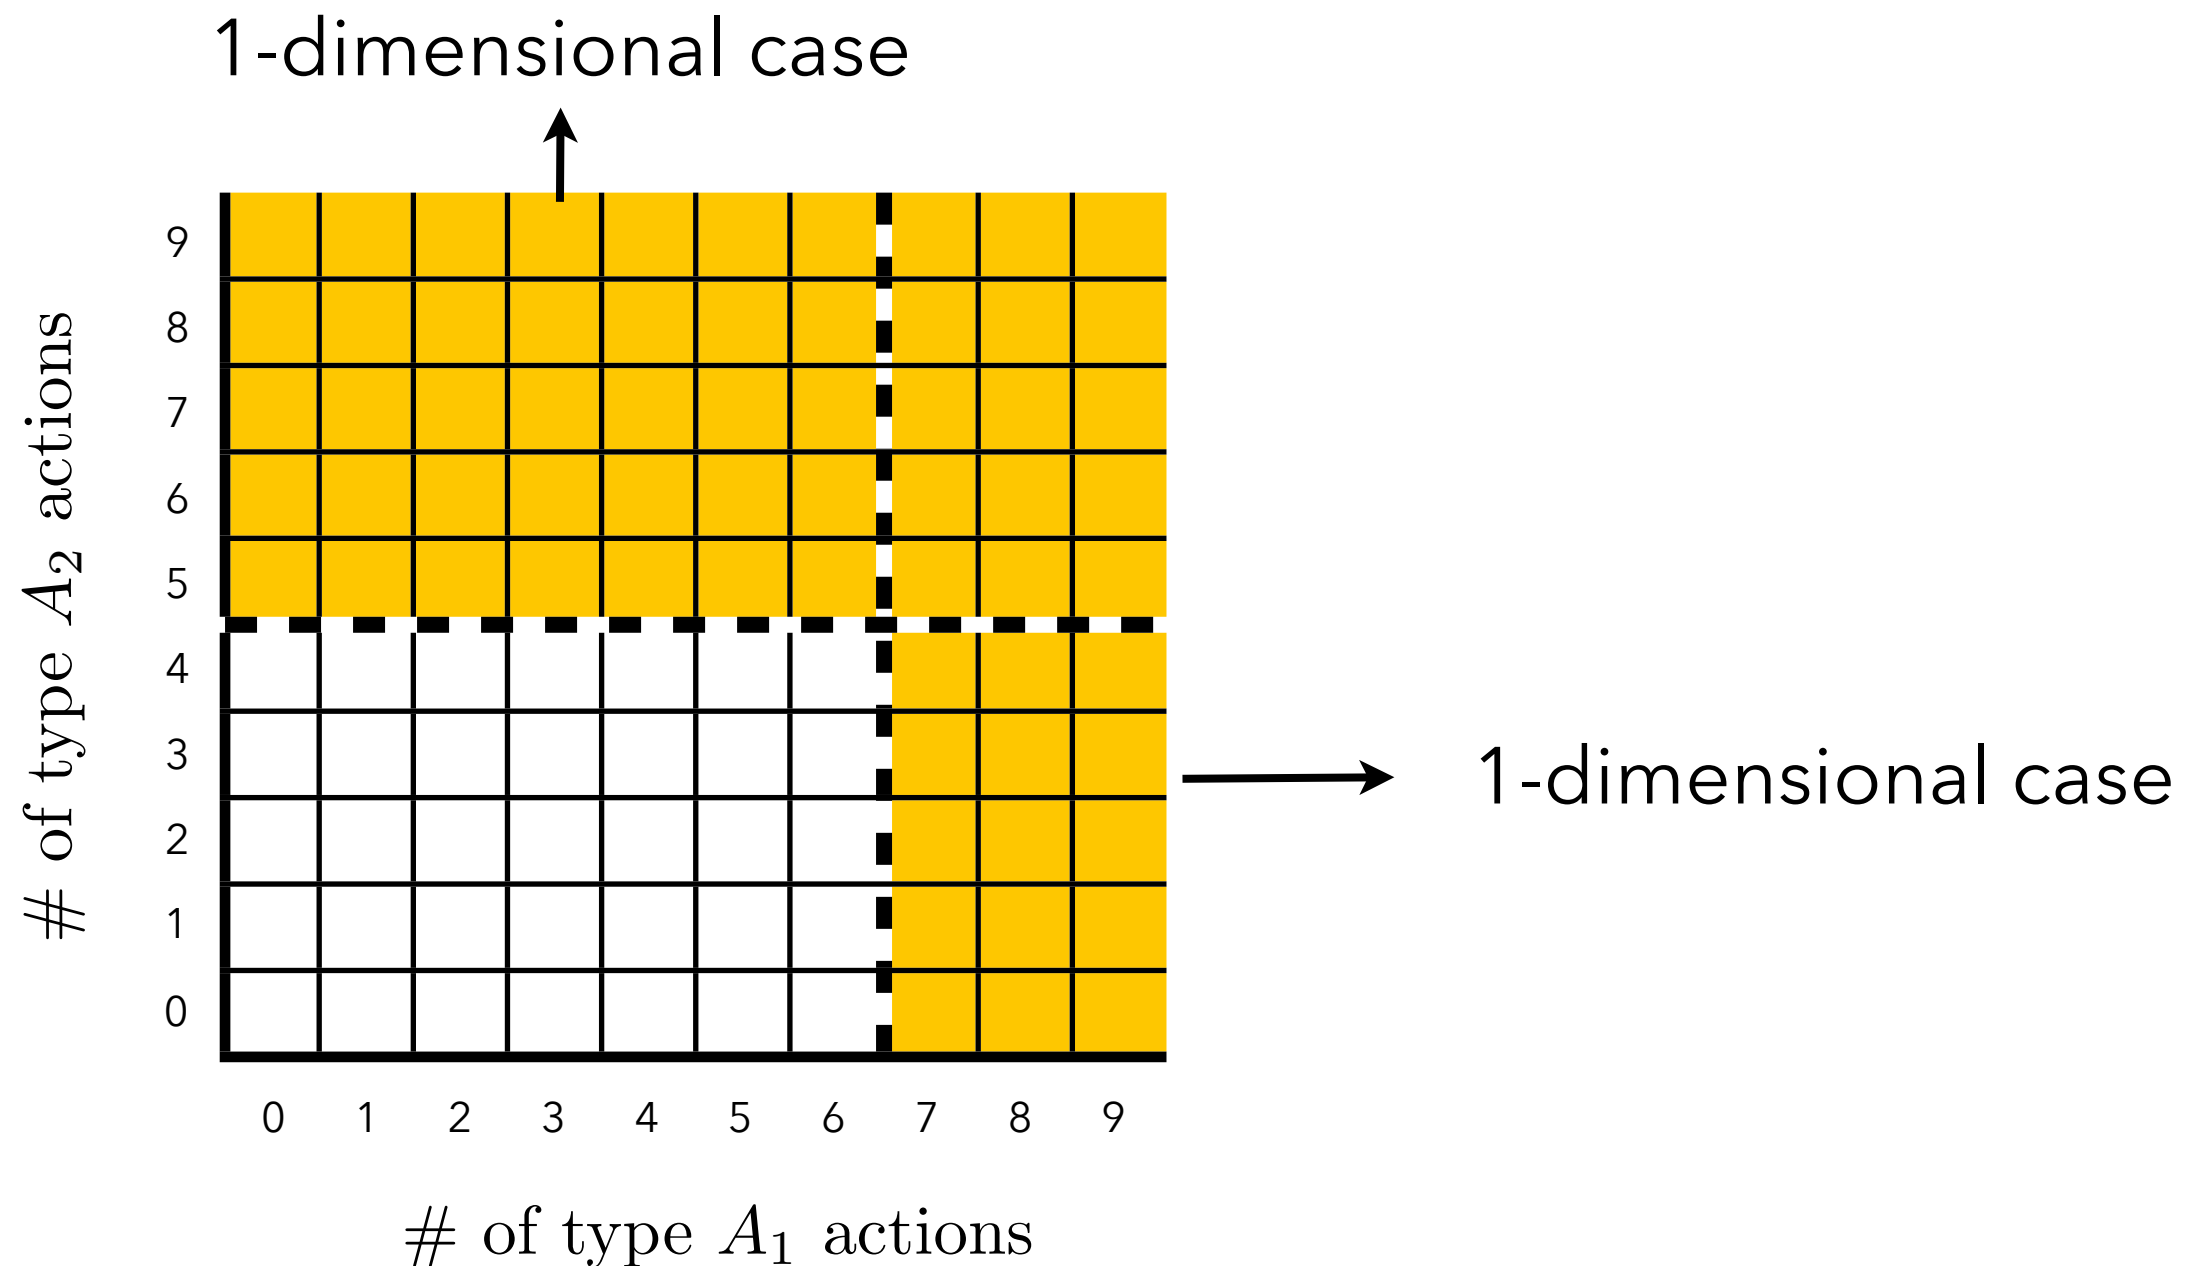 1-dimensional case
9
8
7
6
5
4
3
2
1
0
# of type A₂ actions
1-dimensional case
0 1 2 3 4 5 6 7 8 9
# of type A₁ actions